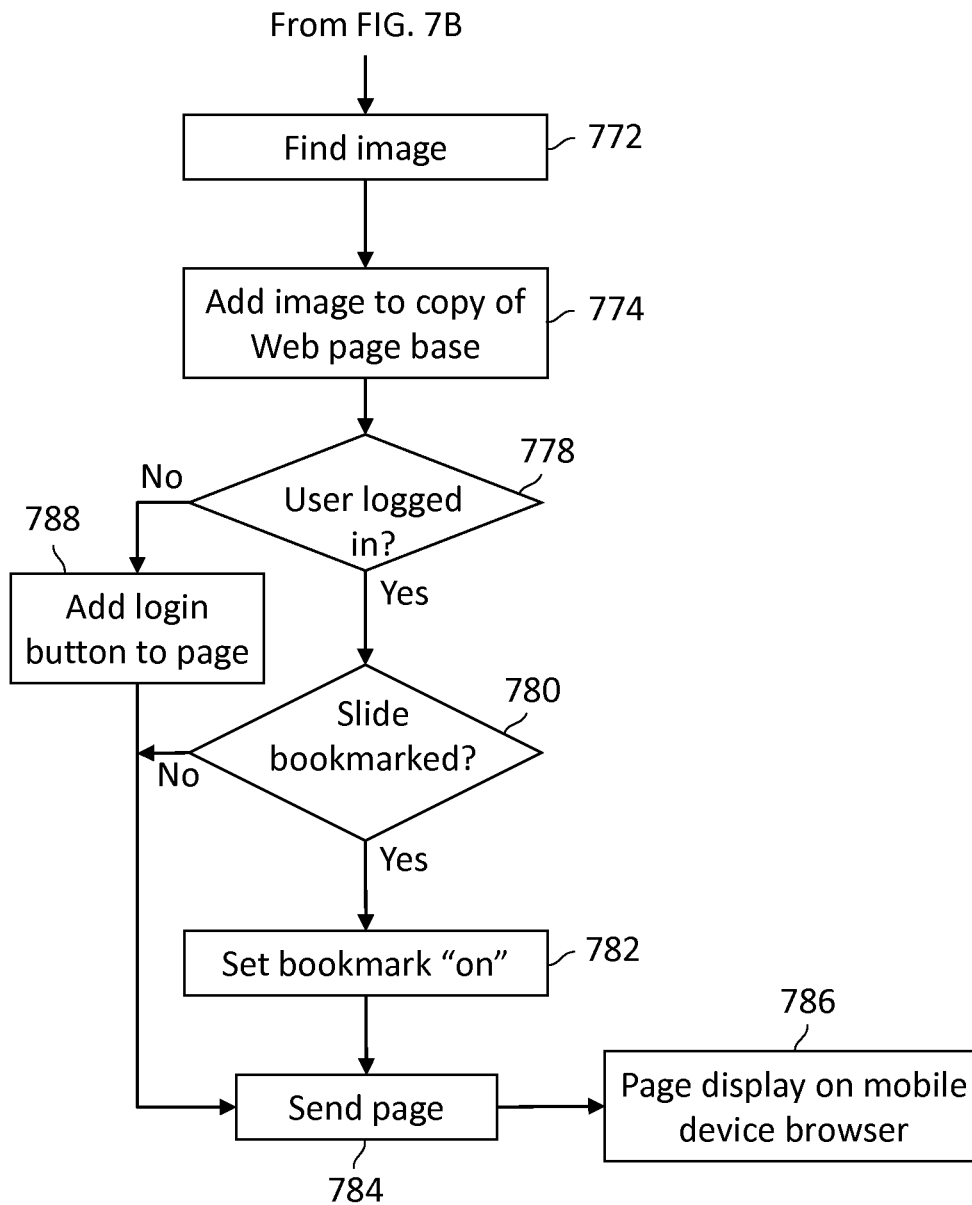 From FIG. 7B
Find image
772
Add image to copy of
Web page base
774
778
No
User logged
in?
788
Yes
Add login
button to page
780
Slide
bookmarked?
No
Yes
Set bookmark “on”
782
786
Send page
Page display on mobile
device browser
784